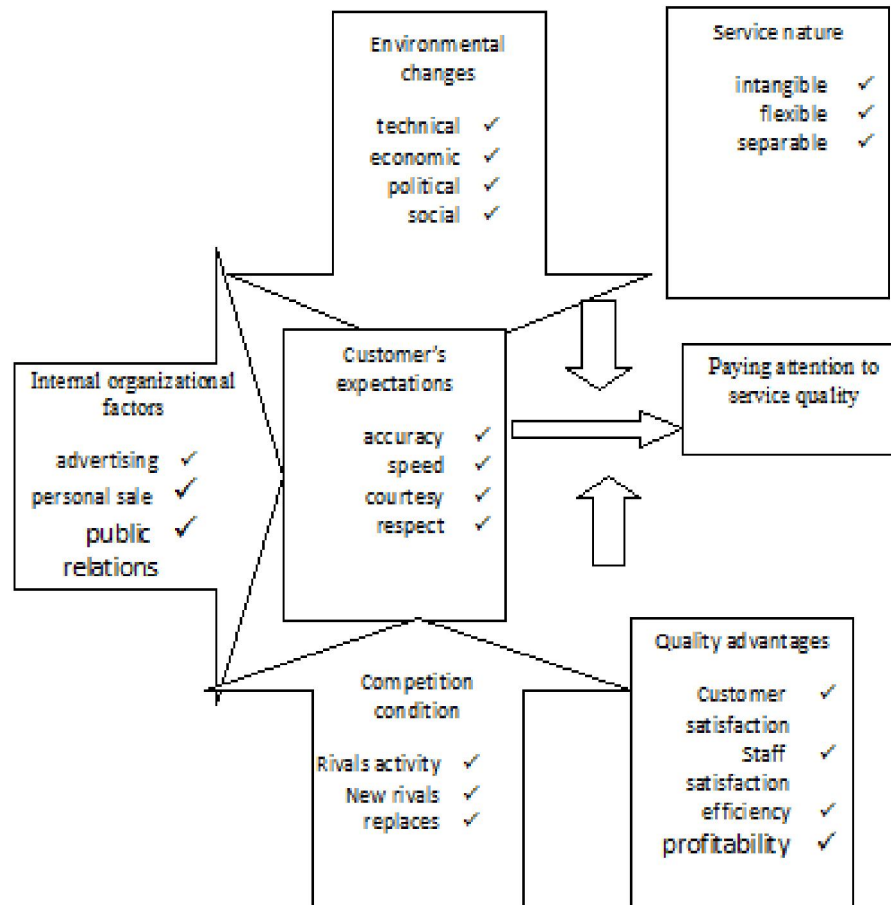 Environmental
changes
technical ✓
economic ✓
political ✓
social ✓
Service nature
intangible ✓
flexible ✓
separable ✓
Internal organizational
factors
advertising ✓
personal sale ✓
public ✓
relations
Customer's
expectations
accuracy ✓
speed ✓
courtesy ✓
respect ✓
Paying attention to
service quality
Competition
condition
Rivals activity ✓
New rivals ✓
replaces ✓
Quality advantages
Customer ✓
satisfaction
Staff ✓
satisfaction
efficiency ✓
profitability ✓